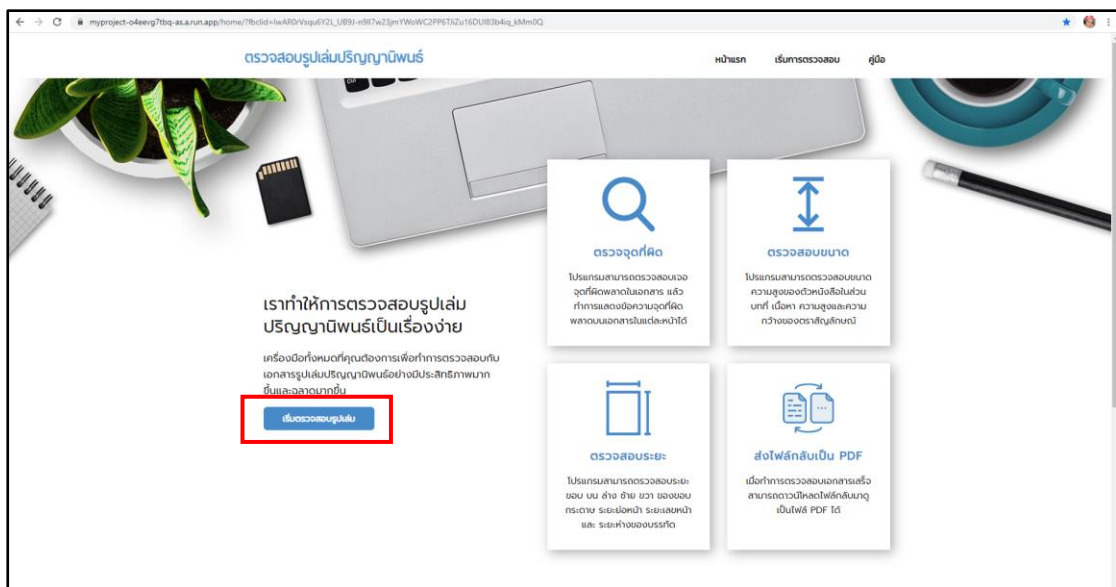 myproject-o4eevg7tbq-as.a.run.app/home/?fbclid=IwAR0rVsqu6Y2L_UB9J-n9II7w23jmYWoWC2PP6TJiZu16DUI83b4iq_kMm0Q
ตรวจสอบรูปเล่มปริญญานิพนธ์
หน้าแรก เริ่มการตรวจสอบ คู่มือ
เราทำให้การตรวจสอบรูปเล่ม
ปริญญานิพนธ์เป็นเรื่องง่าย
เครื่องมือทั้งหมดที่คุณต้องการเพื่อทำการตรวจสอบกับ
เอกสารรูปเล่มปริญญานิพนธ์อย่างมีประสิทธิภาพมาก
ขึ้นและฉลาดมากขึ้น
เริ่มตรวจสอบรูปเล่ม
ตรวจจุดที่ผิด
โปรแกรมสามารถตรวจสอบเจอ
จุดที่ผิดพลาดในเอกสาร แล้ว
ทำการแสดงข้อความจุดที่ผิด
พลาดบนเอกสารในแต่ละหน้าได้
ตรวจสอบขนาด
โปรแกรมสามารถตรวจสอบขนาด
ความสูงของตัวหนังสือในส่วน
บทที่ เนื้อหา ความสูงและความ
กว้างของตราสัญลักษณ์
ตรวจสอบระยะ
โปรแกรมสามารถตรวจสอบระยะ
ขอบ บน ล่าง ซ้าย ขวา ของขอบ
กระดาษ ระยะย่อหน้า ระยะเลขหน้า
และ ระยะห่างของบรรทัด
ส่งไฟล์กลับเป็น PDF
เมื่อทำการตรวจสอบเอกสารเสร็จ
สามารถดาวน์โหลดไฟล์กลับมาดู
เป็นไฟล์ PDF ได้